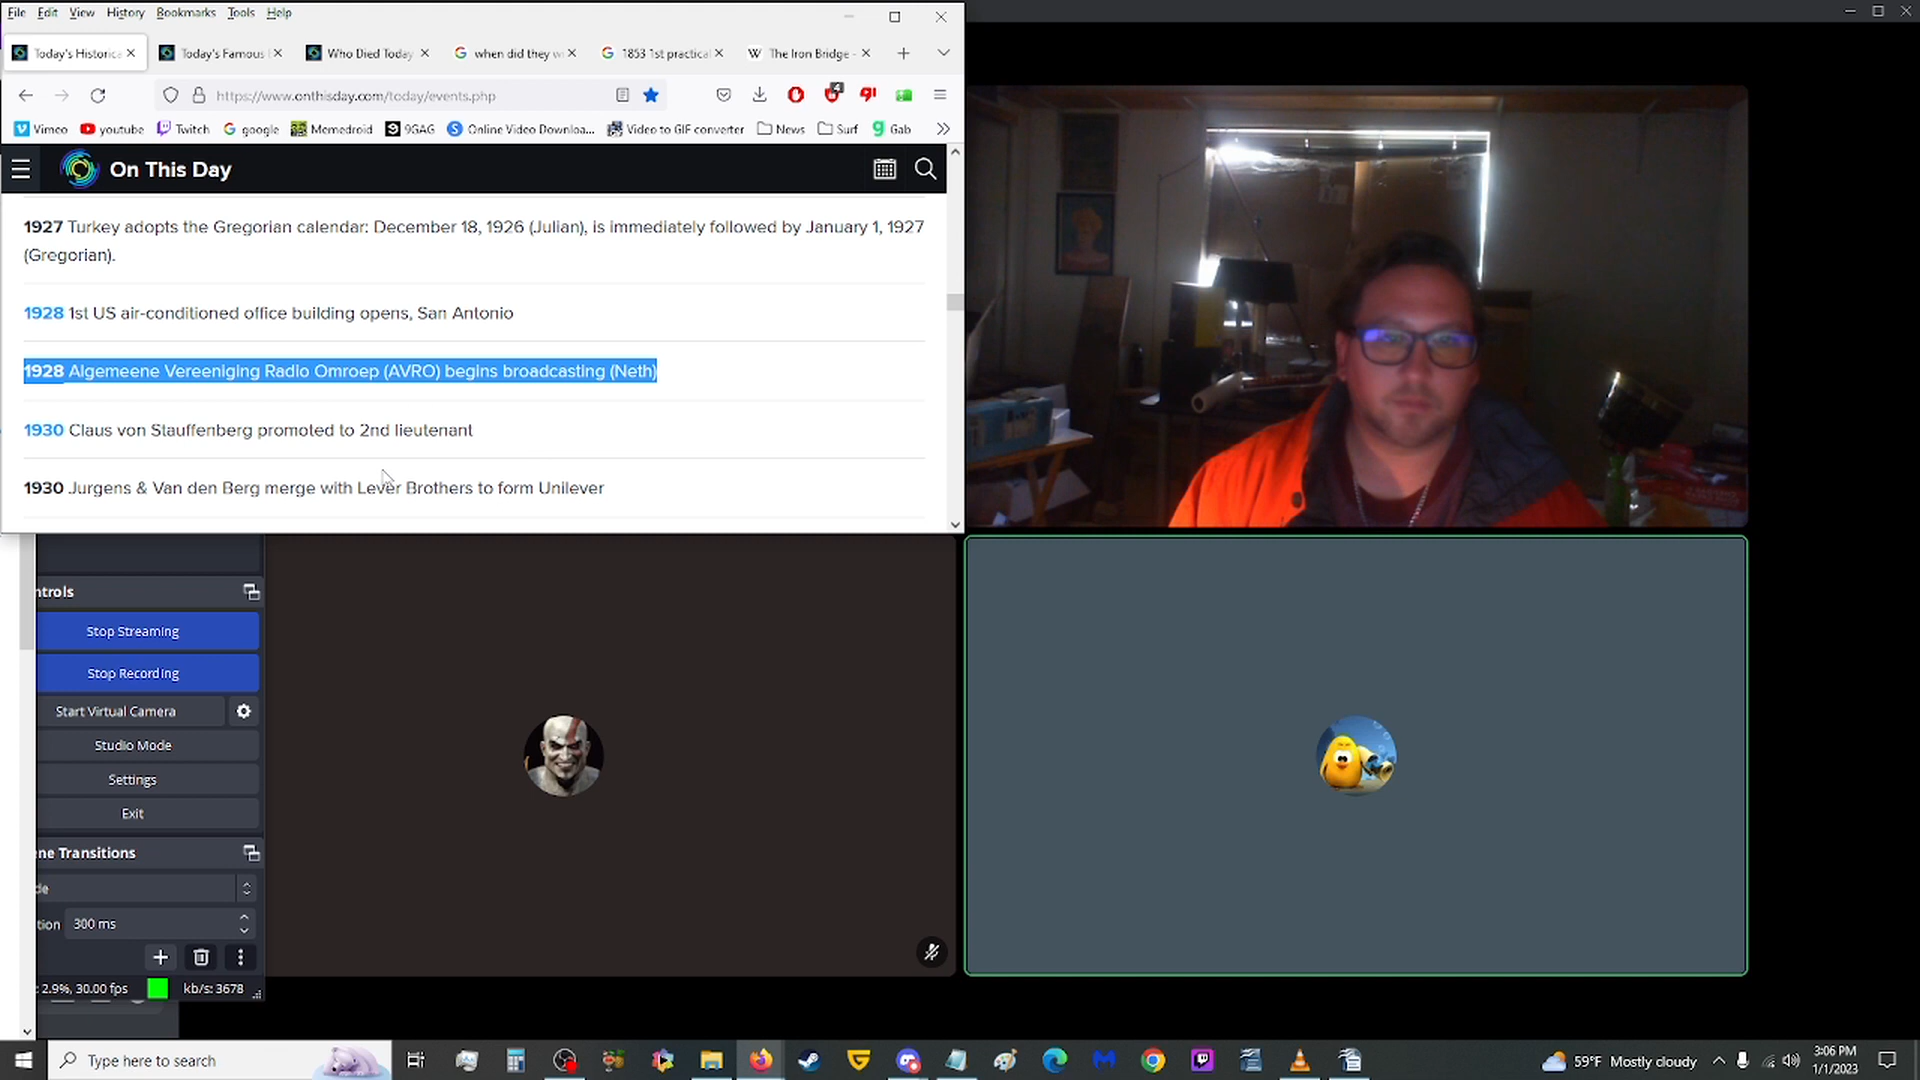 File Edit View History Bookmarks Tools Help
Today's Historica Today's Famous Who Died Today when did they w 1853 1st practical The Iron Bridge -
https://www.onthisday.com/today/events.php
4
Vimeo youtube Twitch google Memedroid 9GAG Online Video Downloa... Video to GIF converter News Surf Gab
On This Day
1927 Turkey adopts the Gregorian calendar: December 18, 1926 (Julian), is immediately followed by January 1, 1927
(Gregorian).
1928 1st US air-conditioned office building opens, San Antonio
1928 Algemeene Vereeniging Radio Omroep (AVRO) begins broadcasting (Neth)
1930 Claus von Stauffenberg promoted to 2nd lieutenant
1930 Jurgens & Van den Berg merge with Lever Brothers to form Unilever
ntrols
Stop Streaming
Stop Recording
Start Virtual Camera
Studio Mode
Settings
Exit
ne Transitions
de
tion 300 ms
: 2.9%, 30.00 fps kb/s: 3678
Type here to search
59°F Mostly cloudy
3:06 PM
1/1/2023